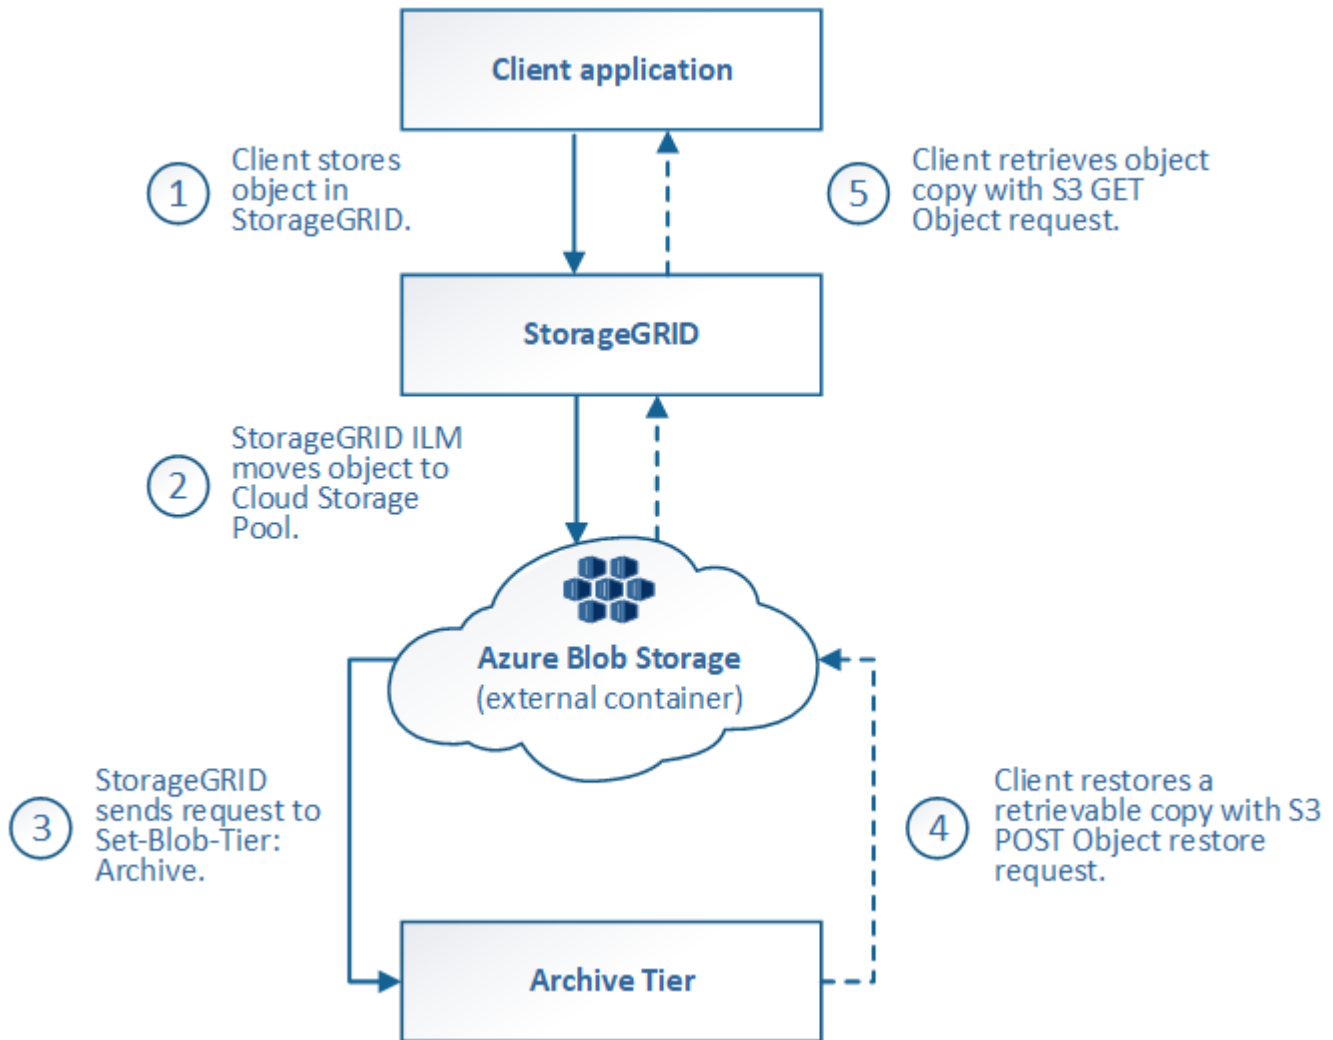 Client application
1
Client stores
object in
StorageGRID.
5
Client retrieves object
copy with S3 GET
Object request.
StorageGRID
2
StorageGRID ILM
moves object to
Cloud Storage
Pool.
Azure Blob Storage
(external container)
3
StorageGRID
sends request to
Set-Blob-Tier:
Archive.
4
Client restores a
retrievable copy with S3
POST Object restore
request.
Archive Tier